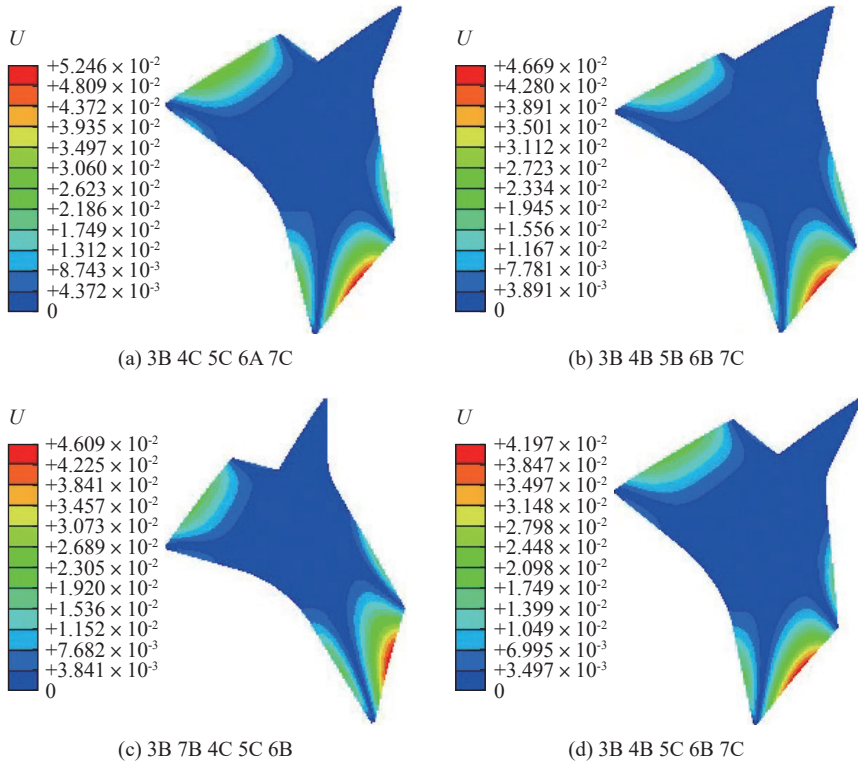 U
+5.246 × 10⁻²
+4.809 × 10⁻²
+4.372 × 10⁻²
+3.935 × 10⁻²
+3.497 × 10⁻²
+3.060 × 10⁻²
+2.623 × 10⁻²
+2.186 × 10⁻²
+1.749 × 10⁻²
+1.312 × 10⁻²
+8.743 × 10⁻³
+4.372 × 10⁻³
0
(a) 3B 4C 5C 6A 7C
U
+4.669 × 10⁻²
+4.280 × 10⁻²
+3.891 × 10⁻²
+3.501 × 10⁻²
+3.112 × 10⁻²
+2.723 × 10⁻²
+2.334 × 10⁻²
+1.945 × 10⁻²
+1.556 × 10⁻²
+1.167 × 10⁻²
+7.781 × 10⁻³
+3.891 × 10⁻³
0
(b) 3B 4B 5B 6B 7C
U
+4.609 × 10⁻²
+4.225 × 10⁻²
+3.841 × 10⁻²
+3.457 × 10⁻²
+3.073 × 10⁻²
+2.689 × 10⁻²
+2.305 × 10⁻²
+1.920 × 10⁻²
+1.536 × 10⁻²
+1.152 × 10⁻²
+7.682 × 10⁻³
+3.841 × 10⁻³
0
(c) 3B 7B 4C 5C 6B
U
+4.197 × 10⁻²
+3.847 × 10⁻²
+3.497 × 10⁻²
+3.148 × 10⁻²
+2.798 × 10⁻²
+2.448 × 10⁻²
+2.098 × 10⁻²
+1.749 × 10⁻²
+1.399 × 10⁻²
+1.049 × 10⁻²
+6.995 × 10⁻³
+3.497 × 10⁻³
0
(d) 3B 4B 5C 6B 7C